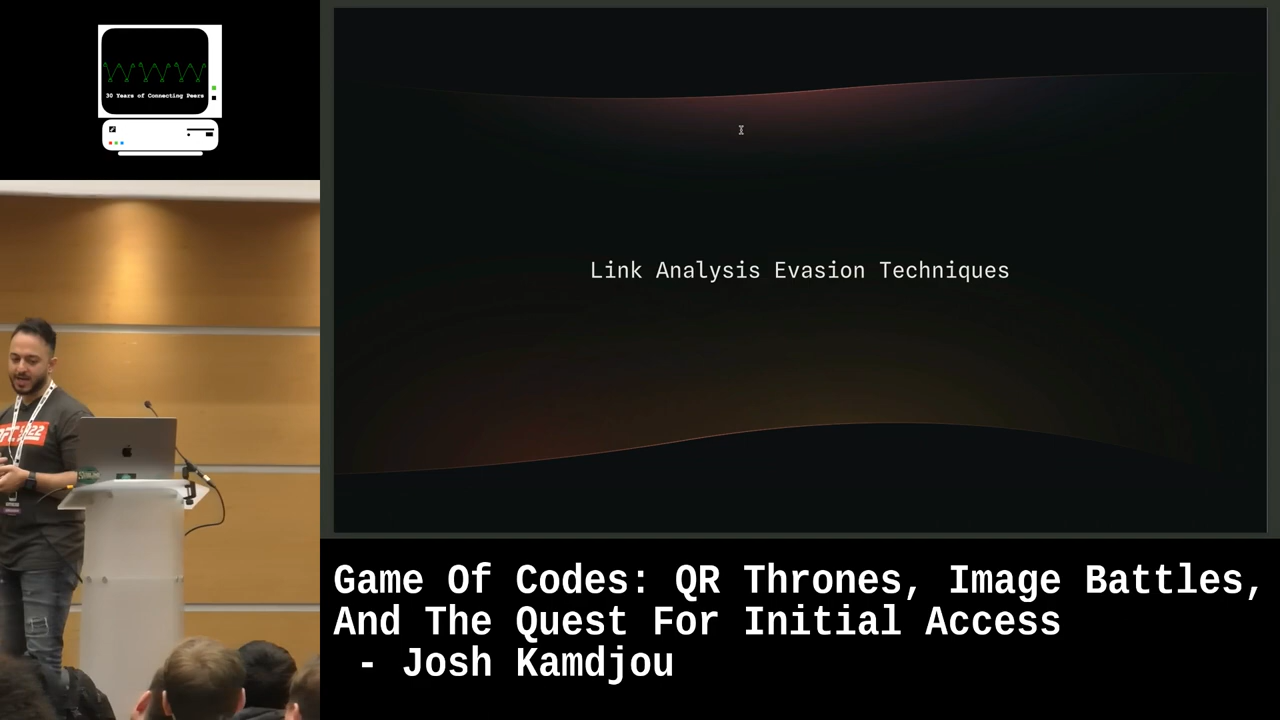 30 Years of Connecting Peers
Link Analysis Evasion Techniques
Game Of Codes: QR Thrones, Image Battles,
And The Quest For Initial Access
- Josh Kamdjou